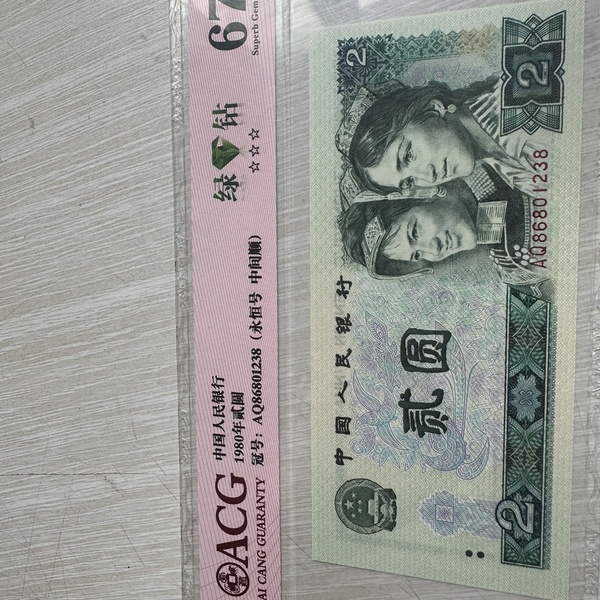 ACG
AI CANG GUARANTY
中国人民银行
1980年贰圆
冠号：AQ86801238（永恒号 中间顺）
绿 钻
☆☆☆
67
Superb Gem
中国人民银行
贰圆
AQ86801238
2
2
2